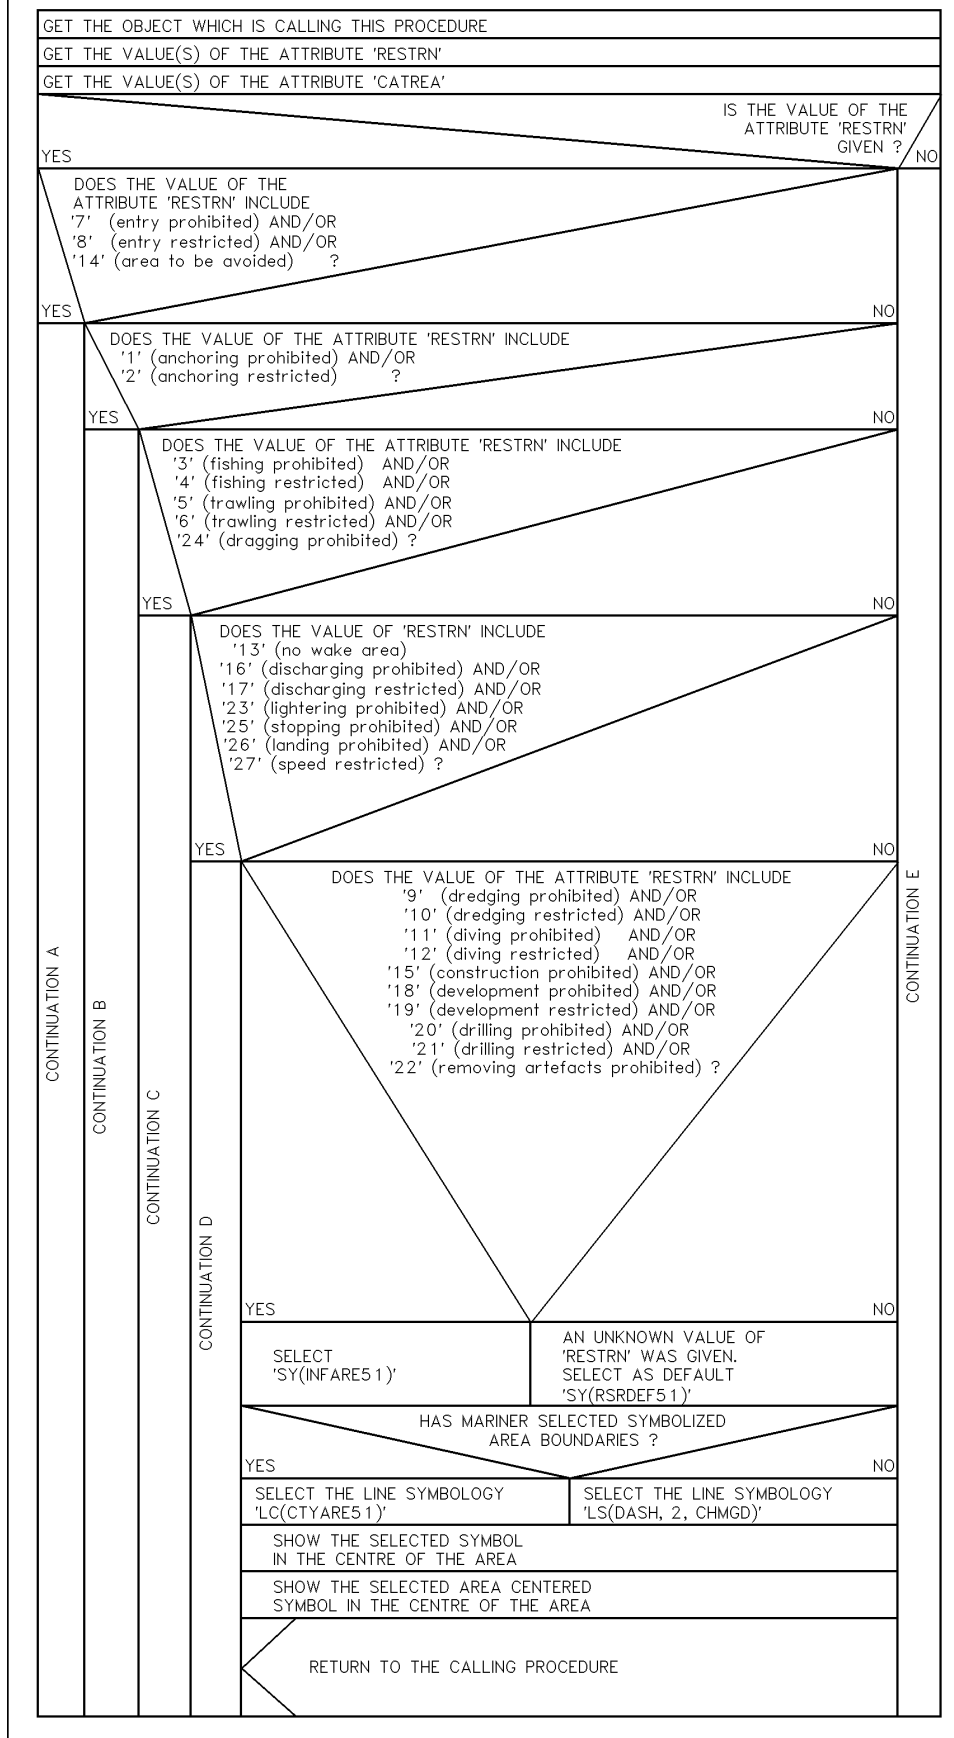 GET THE OBJECT WHICH IS CALLING THIS PROCEDURE
GET THE VALUE(S) OF THE ATTRIBUTE 'RESTRN'
GET THE VALUE(S) OF THE ATTRIBUTE 'CATREA'
IS THE VALUE OF THE
ATTRIBUTE 'RESTRN'
GIVEN ?
YES
NO
DOES THE VALUE OF THE
ATTRIBUTE 'RESTRN' INCLUDE
'7' (entry prohibited) AND/OR
'8' (entry restricted) AND/OR
'14' (area to be avoided) ?
YES
NO
DOES THE VALUE OF THE ATTRIBUTE 'RESTRN' INCLUDE
'1' (anchoring prohibited) AND/OR
'2' (anchoring restricted) ?
YES
NO
DOES THE VALUE OF THE ATTRIBUTE 'RESTRN' INCLUDE
'3' (fishing prohibited) AND/OR
'4' (fishing restricted) AND/OR
'5' (trawling prohibited) AND/OR
'6' (trawling restricted) AND/OR
'24' (dragging prohibited) ?
YES
NO
DOES THE VALUE OF 'RESTRN' INCLUDE
'13' (no wake area)
'16' (discharging prohibited) AND/OR
'17' (discharging restricted) AND/OR
'23' (lightering prohibited) AND/OR
'25' (stopping prohibited) AND/OR
'26' (landing prohibited) AND/OR
'27' (speed restricted) ?
YES
NO
DOES THE VALUE OF THE ATTRIBUTE 'RESTRN' INCLUDE
'9' (dredging prohibited) AND/OR
'10' (dredging restricted) AND/OR
'11' (diving prohibited) AND/OR
'12' (diving restricted) AND/OR
'15' (construction prohibited) AND/OR
'18' (development prohibited) AND/OR
'19' (development restricted) AND/OR
'20' (drilling prohibited) AND/OR
'21' (drilling restricted) AND/OR
'22' (removing artefacts prohibited) ?
CONTINUATION A
CONTINUATION B
CONTINUATION C
CONTINUATION D
CONTINUATION E
YES
NO
SELECT
'SY(INFARE51)'
AN UNKNOWN VALUE OF
'RESTRN' WAS GIVEN.
SELECT AS DEFAULT
'SY(RSRDEF51)'
HAS MARINER SELECTED SYMBOLIZED
AREA BOUNDARIES ?
YES
NO
SELECT THE LINE SYMBOLOGY
'LC(CTYARE51)'
SELECT THE LINE SYMBOLOGY
'LS(DASH, 2, CHMGD)'
SHOW THE SELECTED SYMBOL
IN THE CENTRE OF THE AREA
SHOW THE SELECTED AREA CENTERED
SYMBOL IN THE CENTRE OF THE AREA
RETURN TO THE CALLING PROCEDURE